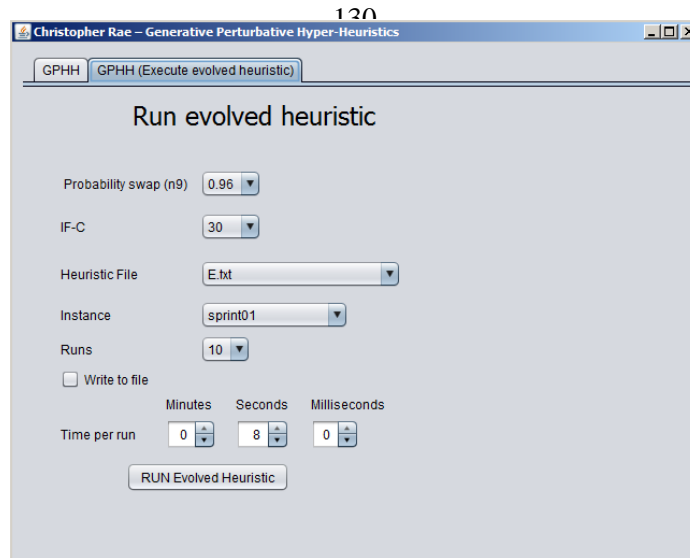 130
Christopher Rae – Generative Perturbative Hyper-Heuristics
GPHH GPHH (Execute evolved heuristic)
Run evolved heuristic
Probability swap (n9) 0.96
IF-C 30
Heuristic File E.txt
Instance sprint01
Runs 10
Write to file
Minutes Seconds Milliseconds
Time per run 0 8 0
RUN Evolved Heuristic